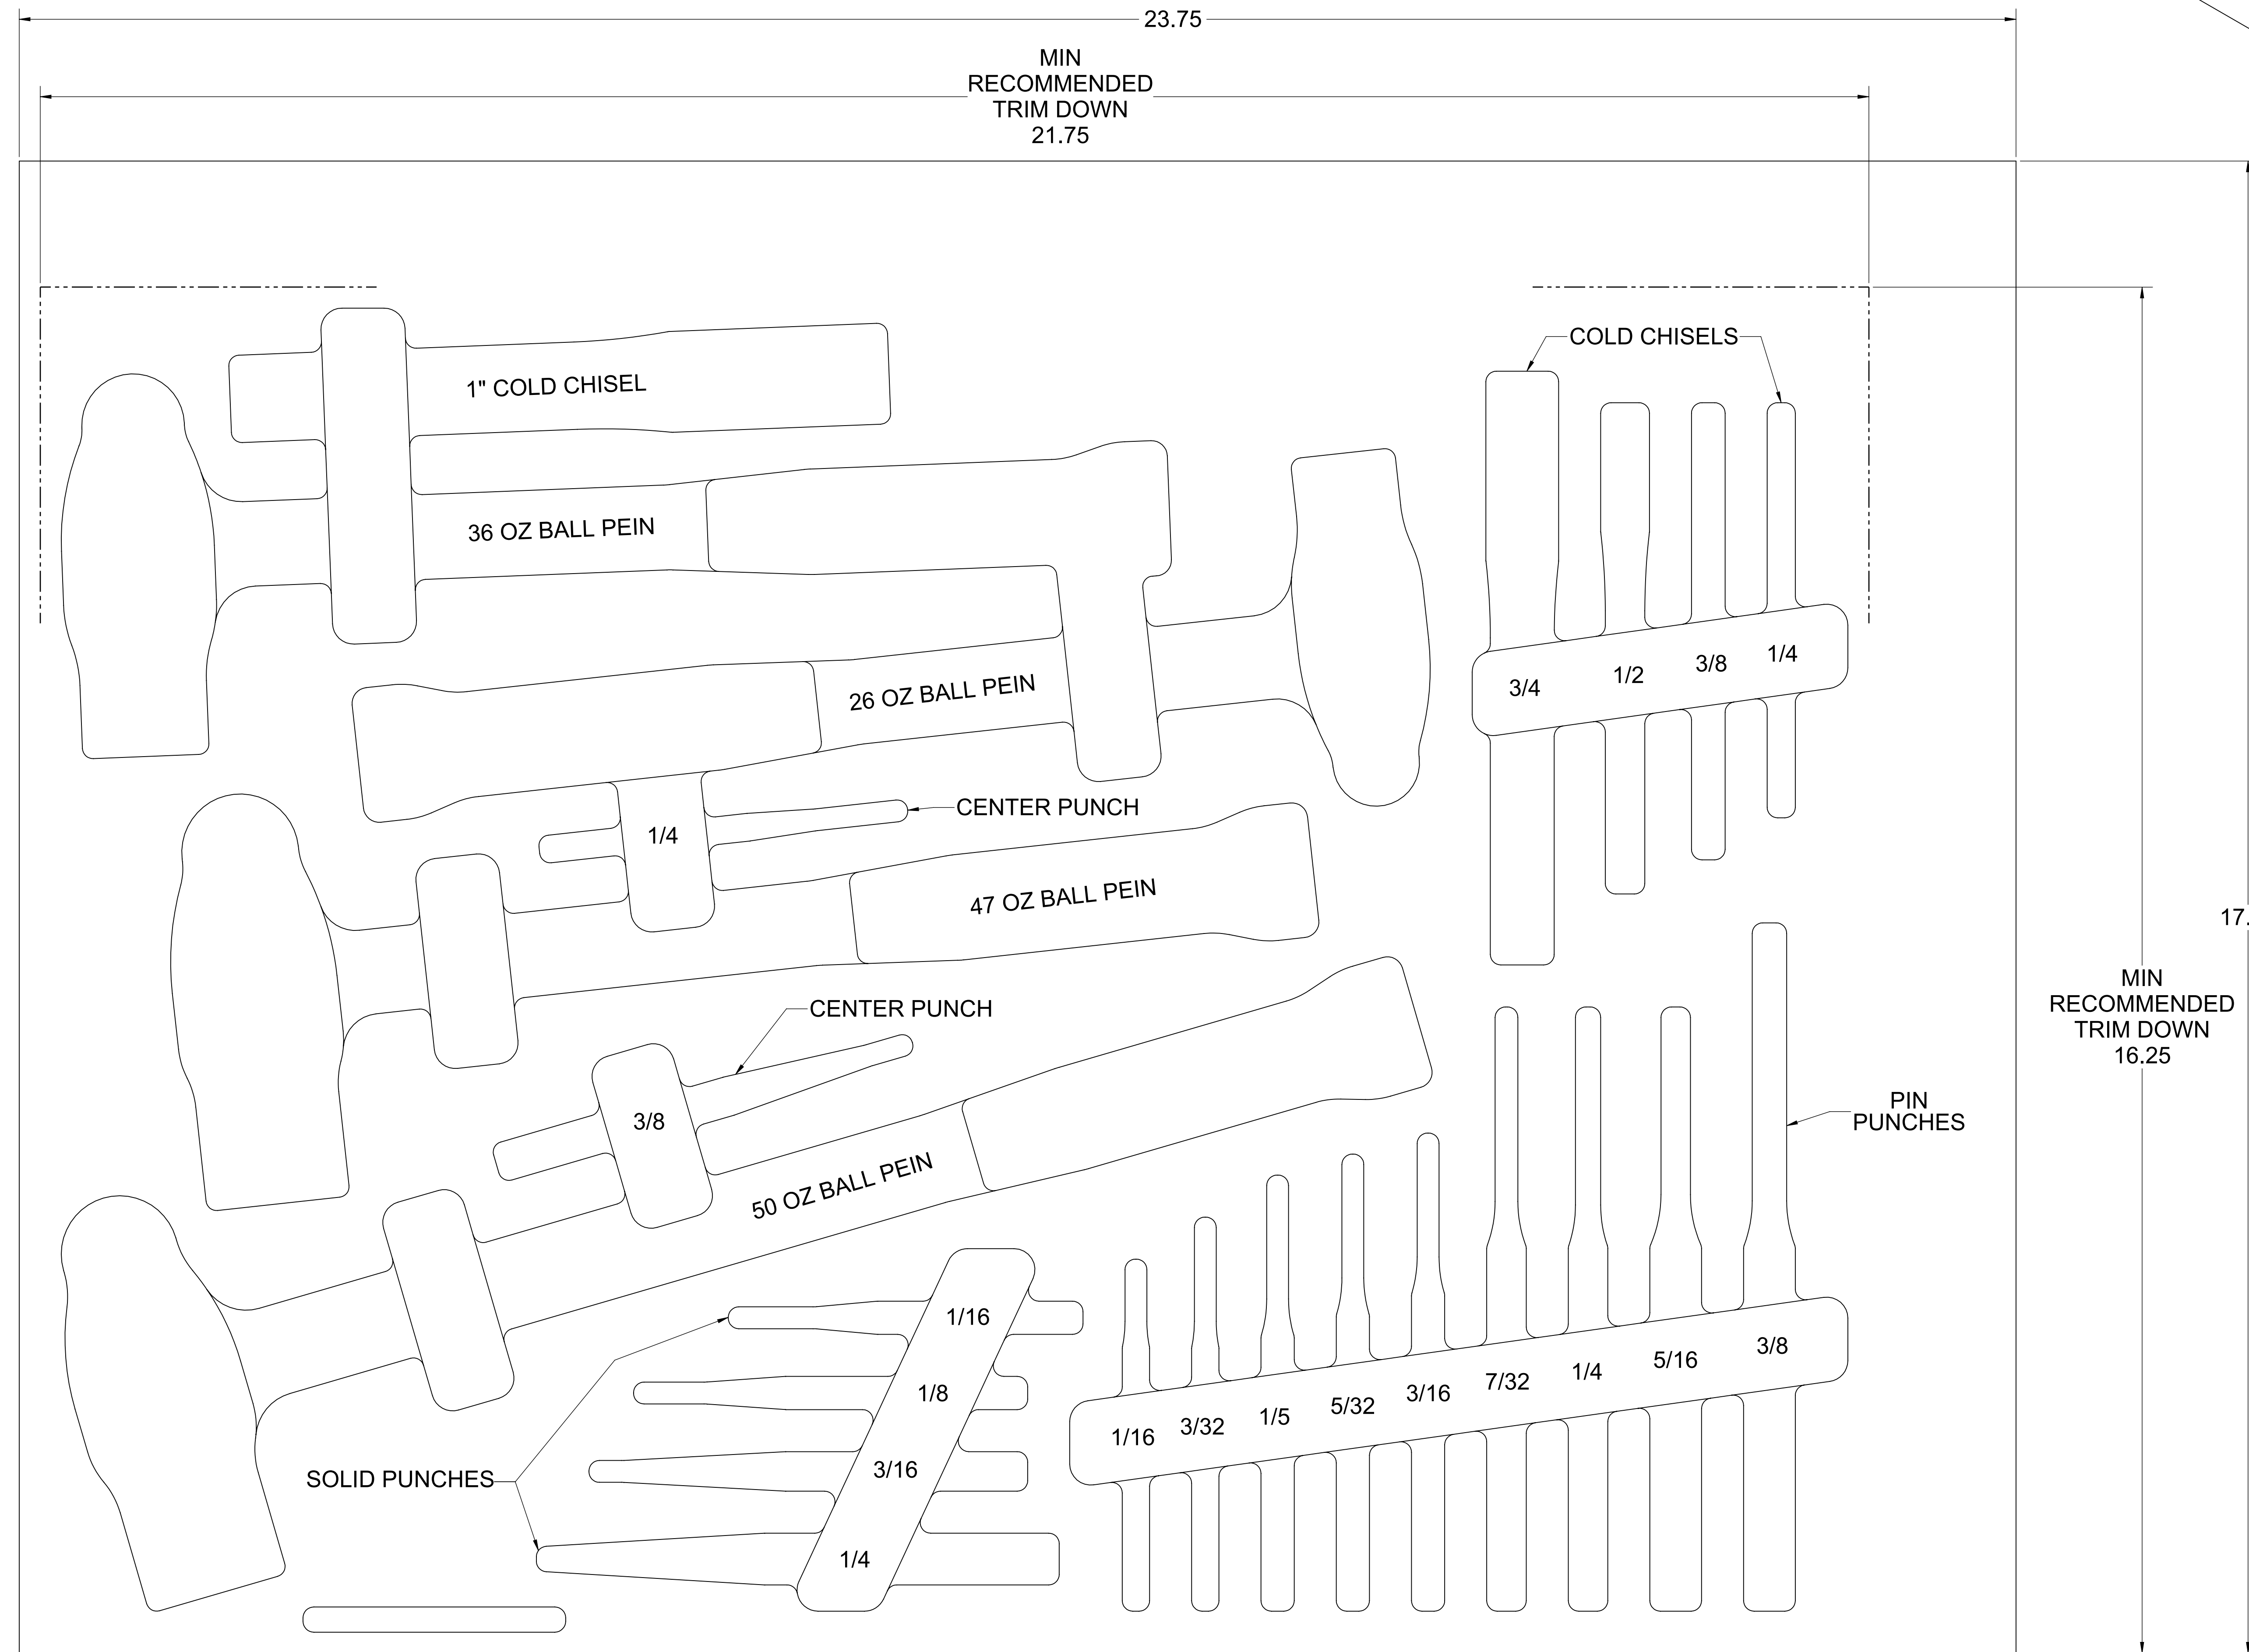 23.75
MIN
RECOMMENDED
TRIM DOWN
21.75
COLD CHISELS
1" COLD CHISEL
36 OZ BALL PEIN
3/4
1/2
3/8
1/4
26 OZ BALL PEIN
CENTER PUNCH
1/4
47 OZ BALL PEIN
17.
MIN
RECOMMENDED
TRIM DOWN
16.25
CENTER PUNCH
3/8
PIN
PUNCHES
50 OZ BALL PEIN
1/16
1/8
3/16
1/4
SOLID PUNCHES
1/16
3/32
1/5
5/32
3/16
7/32
1/4
5/16
3/8